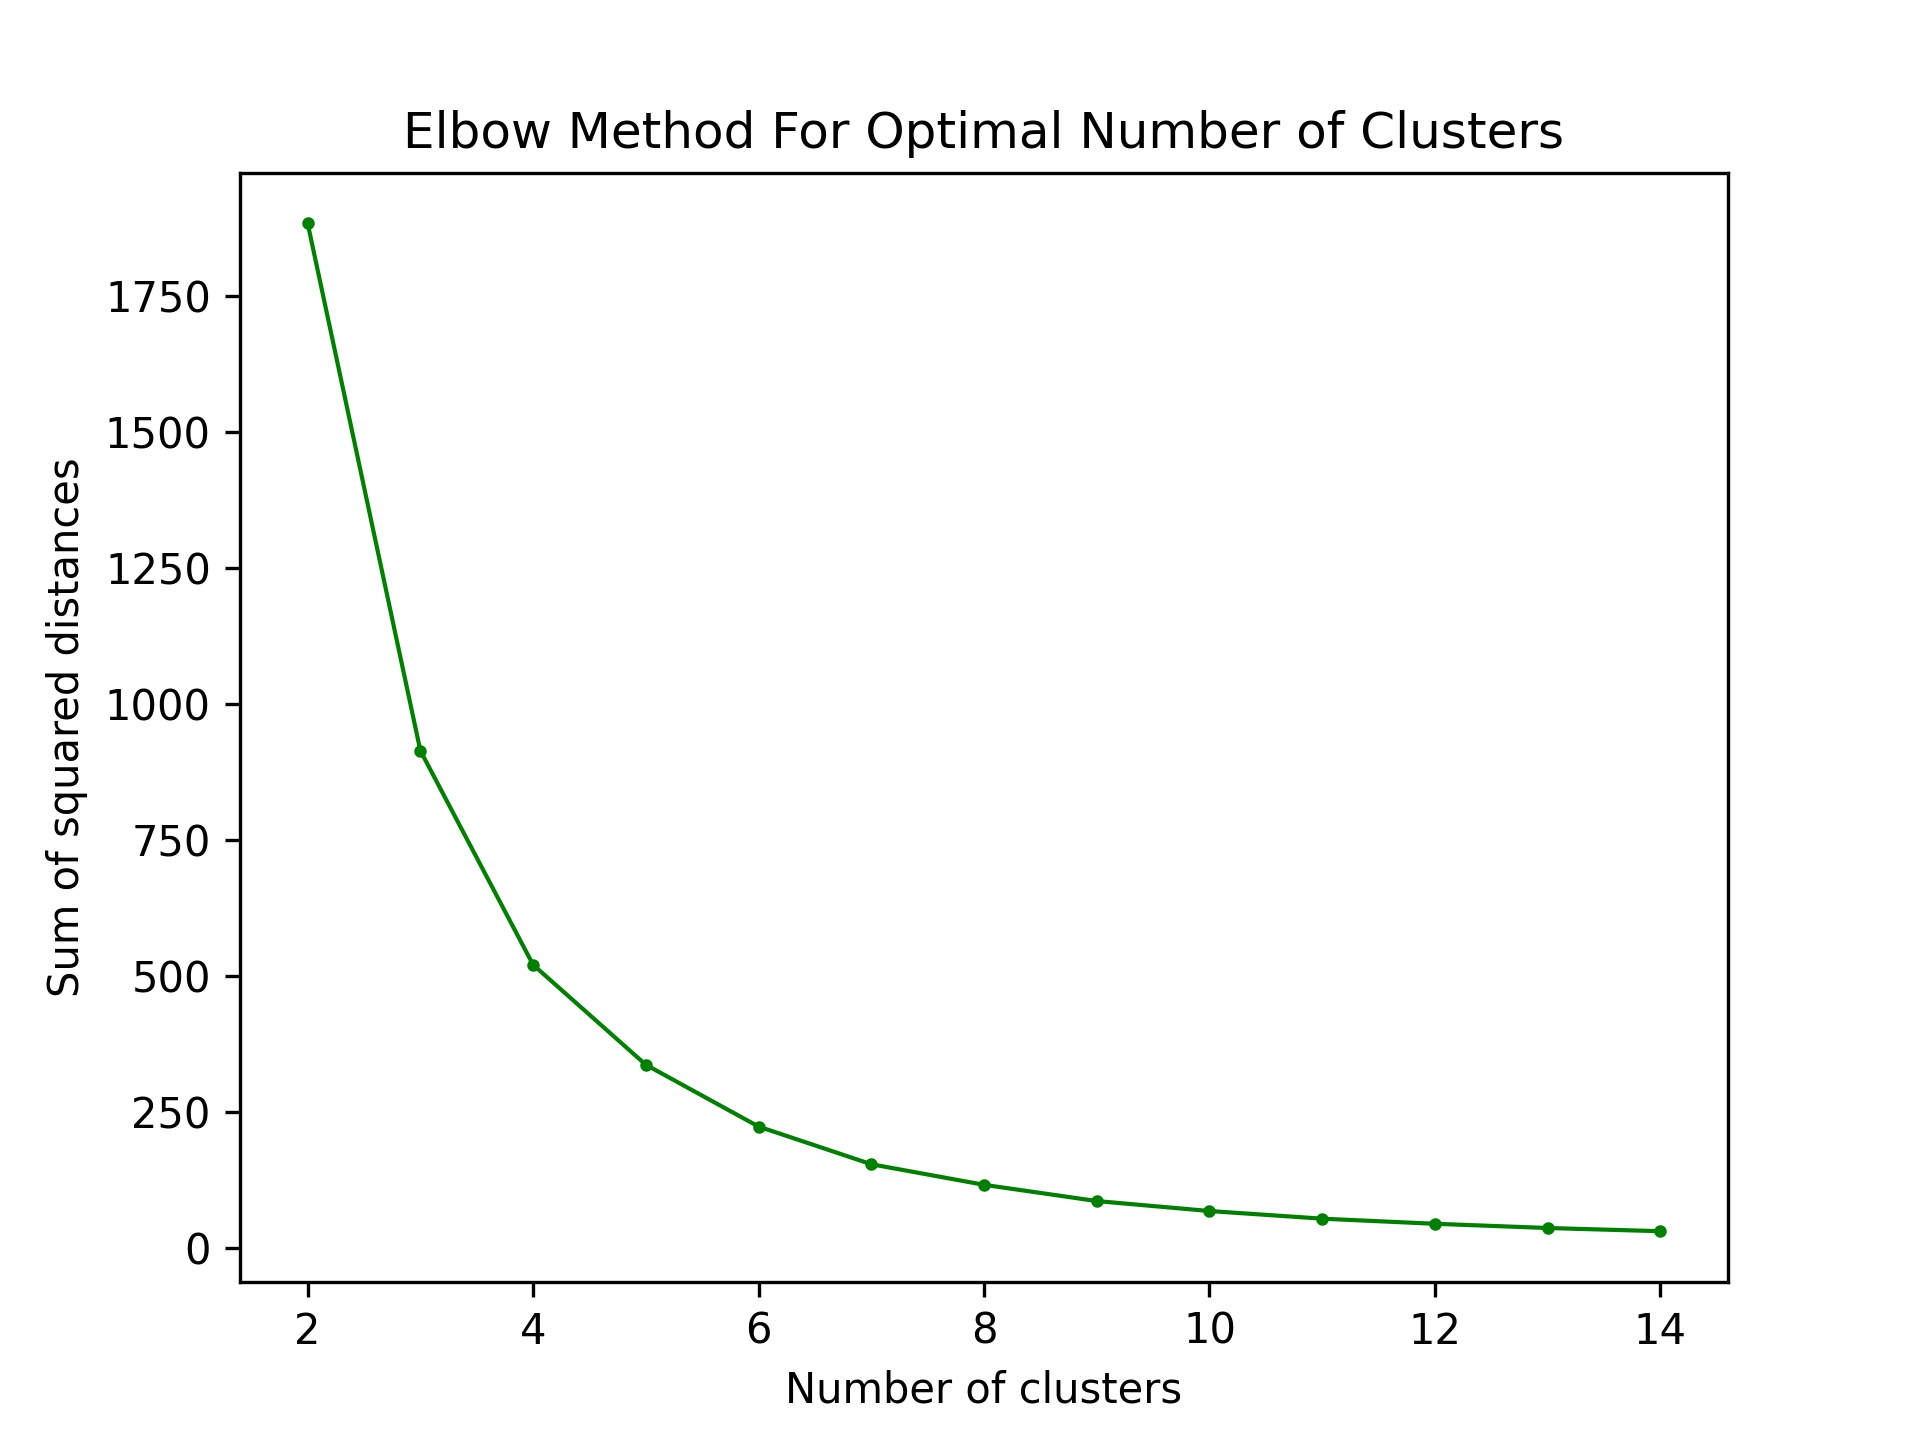 Elbow Method For Optimal Number of Clusters
1750
1500
1250
1000
750
500
250
0
Sum of squared distances
2 4 6 8 10 12 14
Number of clusters